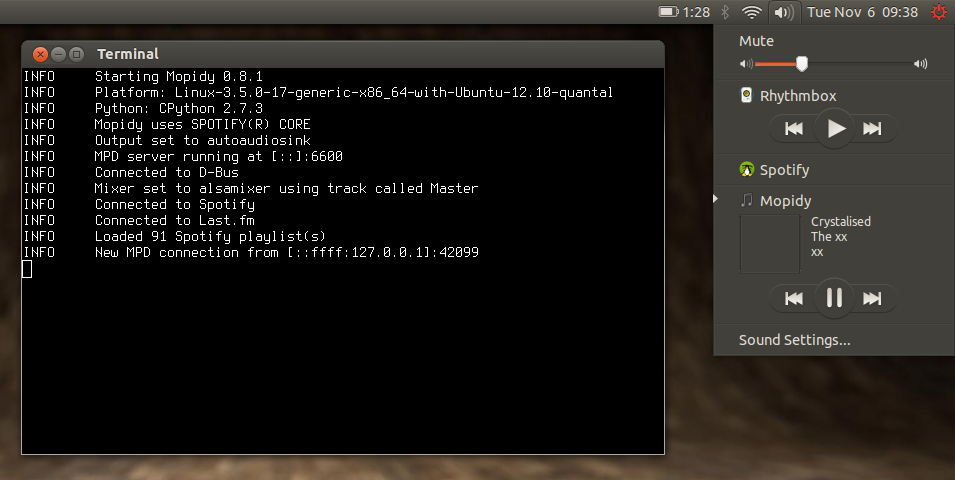 1:28 Tue Nov 6 09:38
Terminal
INFO Starting Mopidy 0.8.1
INFO Platform: Linux-3.5.0-17-generic-x86_64-with-Ubuntu-12.10-quantal
INFO Python: CPython 2.7.3
INFO Mopidy uses SPOTIFY(R) CORE
INFO Output set to autoaudiosink
INFO MPD server running at [::]:6600
INFO Connected to D-Bus
INFO Mixer set to alsamixer using track called Master
INFO Connected to Spotify
INFO Connected to Last.fm
INFO Loaded 91 Spotify playlist(s)
INFO New MPD connection from [::ffff:127.0.0.1]:42099
Mute
Rhythmbox
Spotify
Mopidy
Crystalised
The xx
xx
Sound Settings...